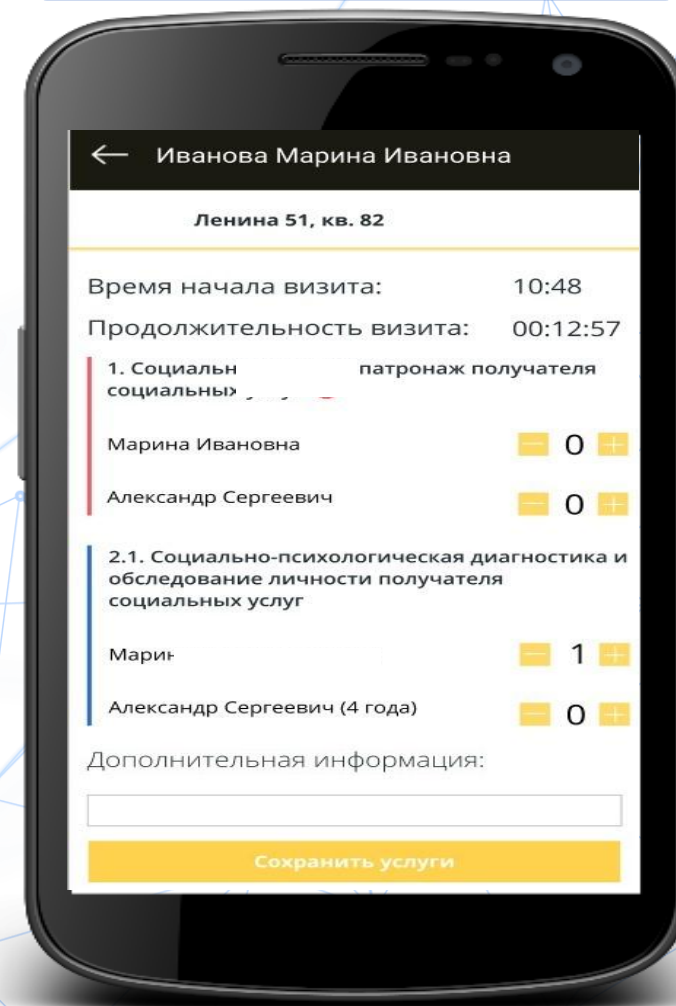 ← Иванова Марина Ивановна
Ленина 51, кв. 82
Время начала визита: 10:48
Продолжительность визита: 00:12:57
1. патронаж получателя
Марина Ивановна − 0 +
Александр Сергеевич − 0 +
2.1. Социально-психологическая диагностика и
обследование личности получателя
социальных услуг
− 1 +
Александр Сергеевич (4 года) − 0 +
Дополнительная информация:
Сохранить услуги